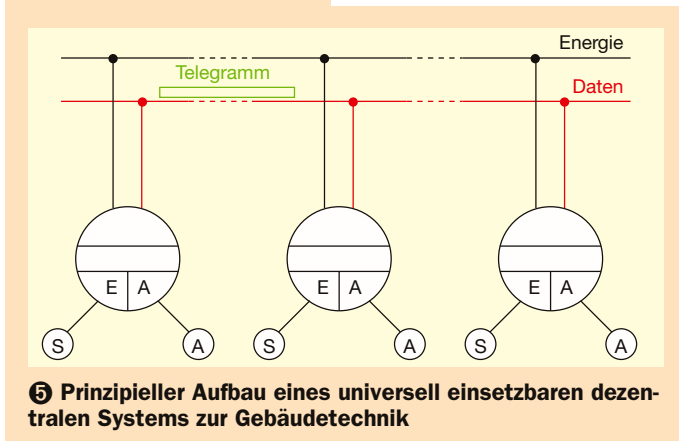 Energie
Telegramm
Daten
E A
E A
E A
S A S A S A
❺ Prinzipieller Aufbau eines universell einsetzbaren dezen-
tralen Systems zur Gebäudetechnik